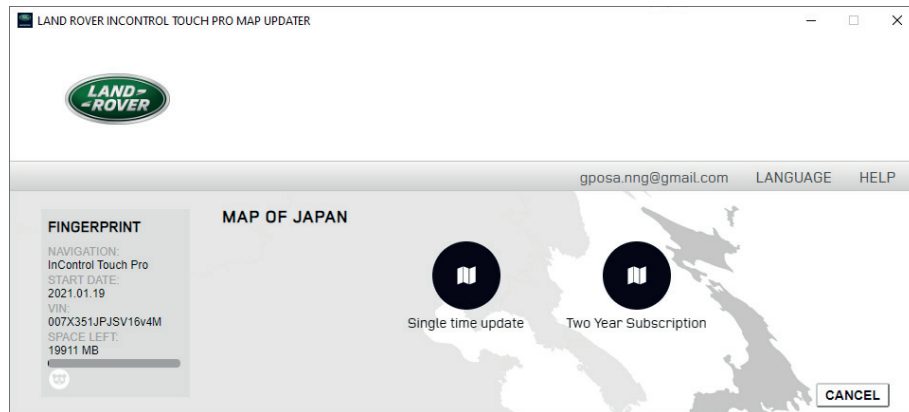 LAND ROVER INCONTROL TOUCH PRO MAP UPDATER
LAND-
-ROVER
gposa.nng@gmail.com LANGUAGE HELP
FINGERPRINT
NAVIGATION:
InControl Touch Pro
START DATE:
2021.01.19
VIN:
007X351JPJSV16v4M
SPACE LEFT:
19911 MB
MAP OF JAPAN
Single time update
Two Year Subscription
CANCEL